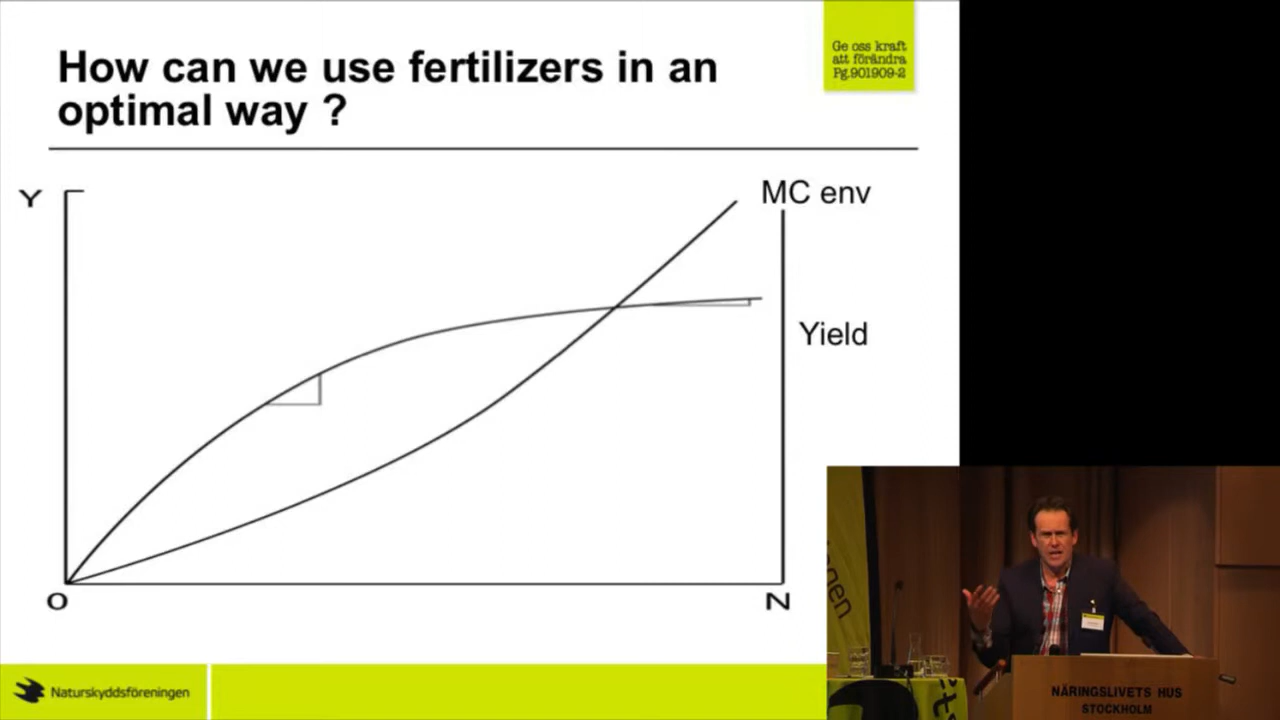 How can we use fertilizers in an
optimal way ?
Ge oss kraft
att förändra
Pg.901909-2
Y
MC env
Yield
O
N
Naturskyddsföreningen
NÄRINGSLIVETS HUS
STOCKHOLM